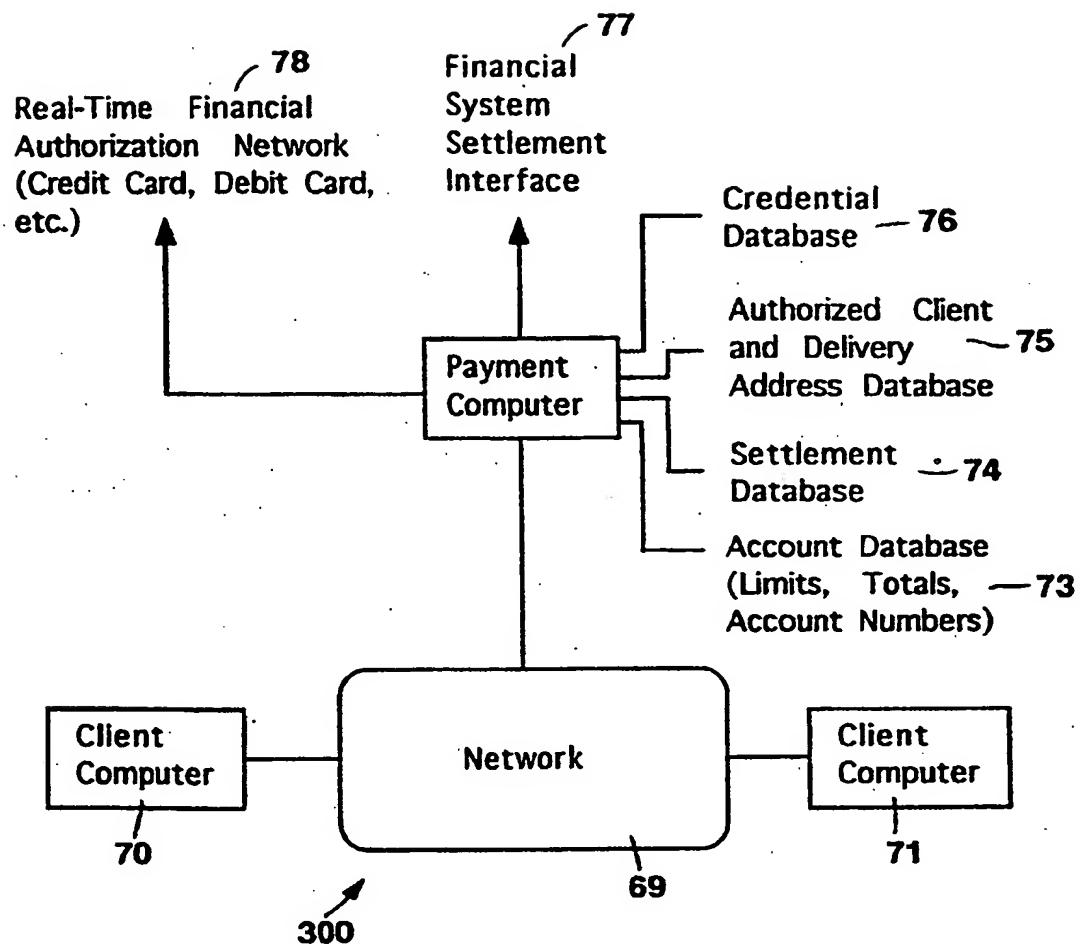 77
78
Financial
System
Settlement
Interface
Real-Time Financial
Authorization Network
(Credit Card, Debit Card,
etc.)
Credential
Database
76
Authorized Client
and Delivery
Address Database
75
Payment
Computer
Settlement
Database
74
Account Database
(Limits, Totals,
Account Numbers)
73
Client
Computer
70
Network
69
Client
Computer
71
300